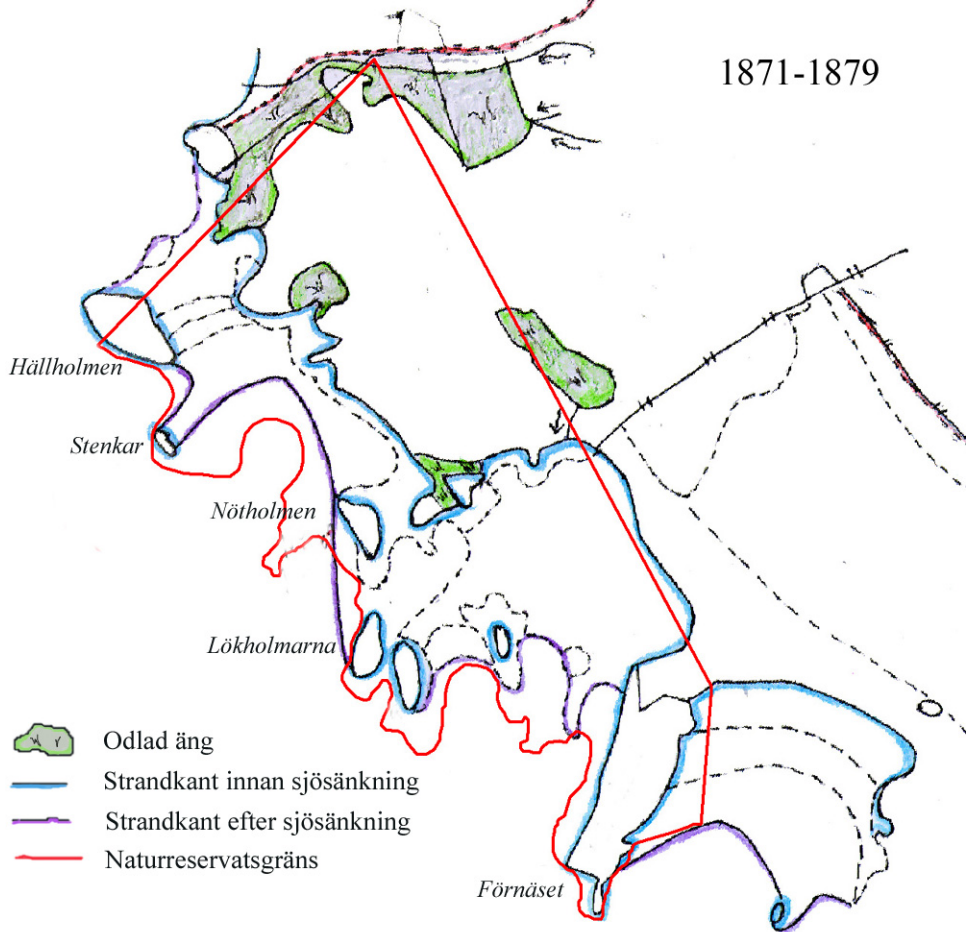 1871-1879
Hällholmen
Stenkar
Nötholmen
Lökholmarna
Odlad äng
Strandkant innan sjösänkning
Strandkant efter sjösänkning
Naturreservatsgräns
Förnäset